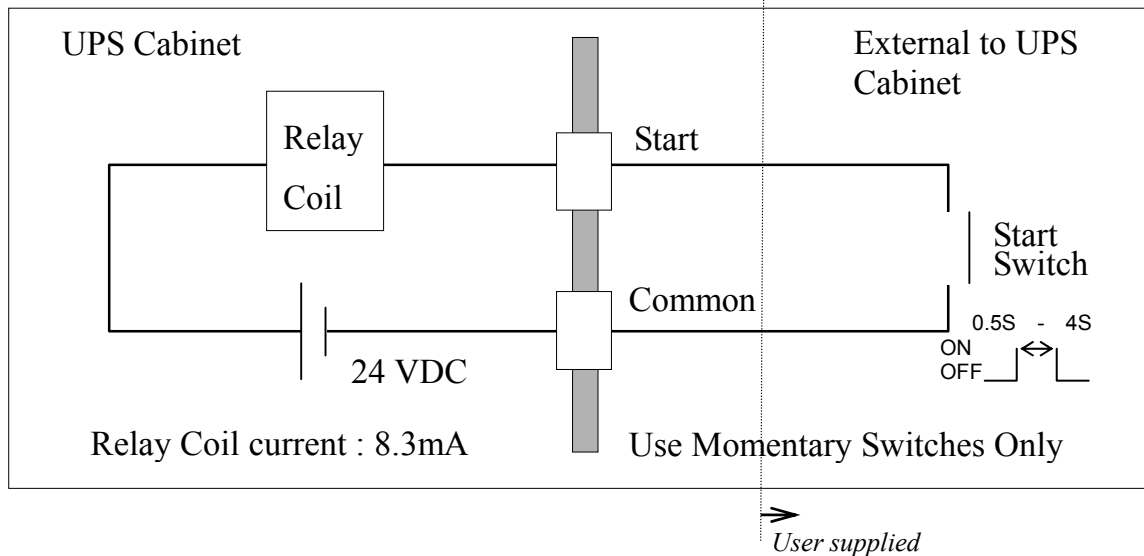 UPS Cabinet
External to UPS
Cabinet
Relay
Coil
Start
Start
Switch
Common
0.5S - 4S
ON
OFF
24 VDC
Relay Coil current : 8.3mA
Use Momentary Switches Only
User supplied